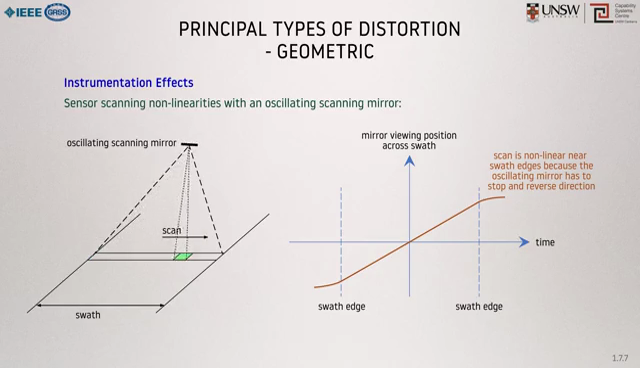 IEEE GRSS
UNSW
AUSTRALIA
Capability
Systems
Centre
UNSW Canberra
PRINCIPAL TYPES OF DISTORTION
- GEOMETRIC
Instrumentation Effects
Sensor scanning non-linearities with an oscillating scanning mirror:
oscillating scanning mirror
scan
swath
mirror viewing position
across swath
scan is non-linear near
swath edges because the
oscillating mirror has to
stop and reverse direction
time
swath edge
swath edge
1.7.7